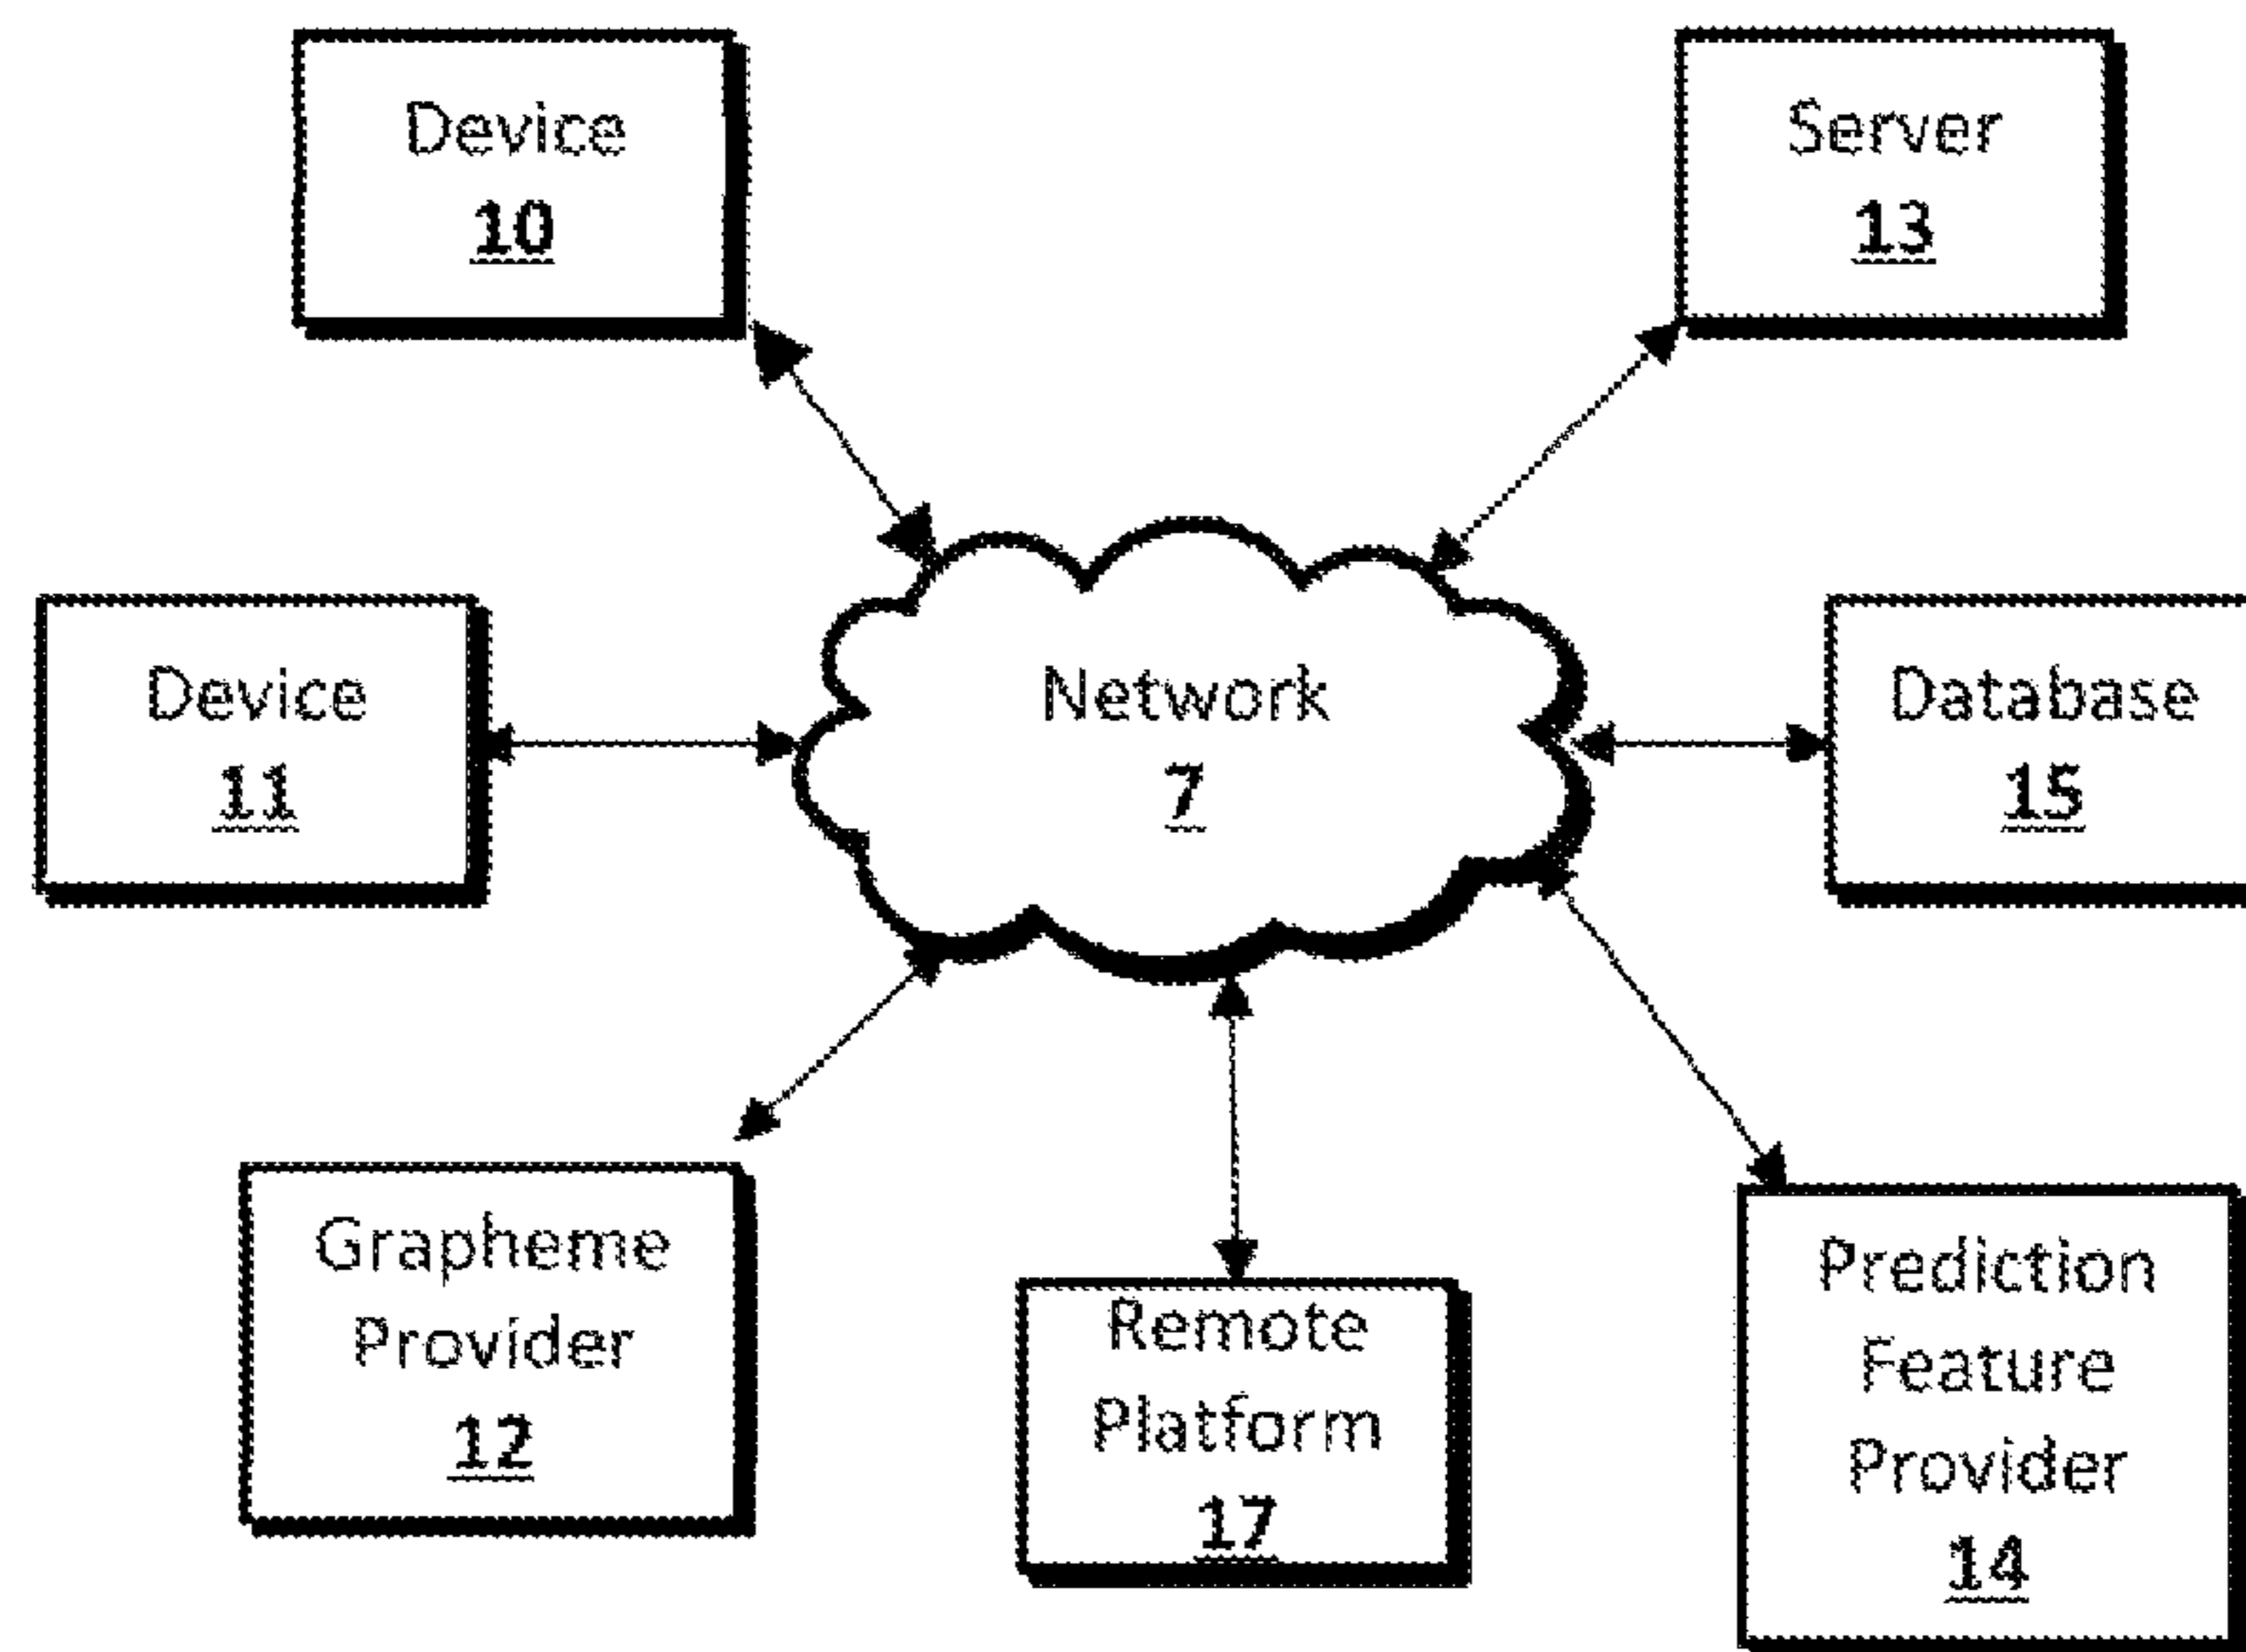 Device
10
Server
13
Device
11
Network
7
Database
15
Grapheme
Provider
12
Remote
Platform
17
Prediction
Feature
Provider
14